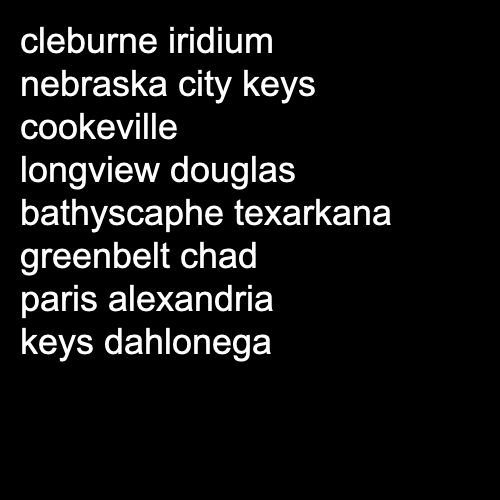 cleburne iridium
nebraska city keys
cookeville
longview douglas
bathyscaphe texarkana
greenbelt chad
paris alexandria
keys dahlonega